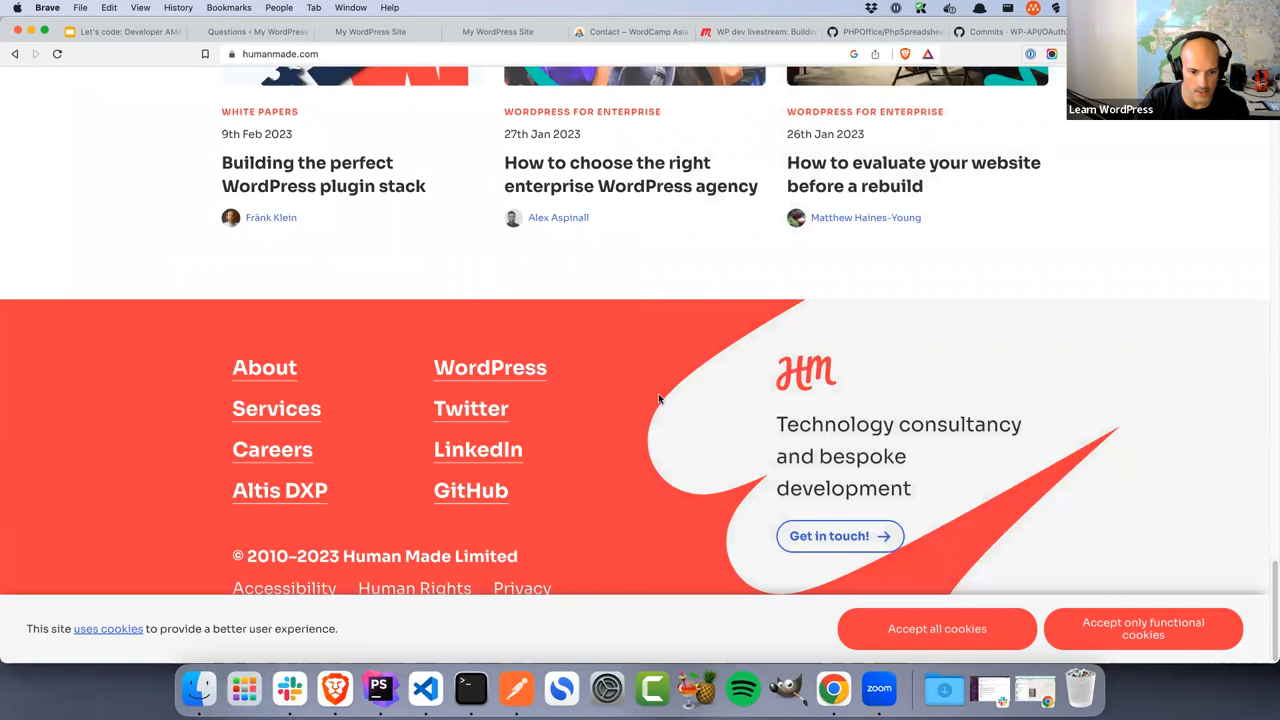 Brave File Edit View History Bookmarks People Tab Window Help
Let's code: Developer AMA
Questions ‹ My WordPress
My WordPress Site
My WordPress Site
Contact – WordCamp Asia
WP dev livestream: Buildin
PHPOffice/PhpSpreadshee
Commits · WP-API/OAuth
humanmade.com
Learn WordPress
WHITE PAPERS
9th Feb 2023
Building the perfect
WordPress plugin stack
Fränk Klein
WORDPRESS FOR ENTERPRISE
27th Jan 2023
How to choose the right
enterprise WordPress agency
Alex Aspinall
WORDPRESS FOR ENTERPRISE
26th Jan 2023
How to evaluate your website
before a rebuild
Matthew Haines-Young
About
Services
Careers
Altis DXP
WordPress
Twitter
LinkedIn
GitHub
© 2010–2023 Human Made Limited
Accessibility Human Rights Privacy
HM
Technology consultancy
and bespoke
development
Get in touch! →
This site uses cookies to provide a better user experience.
Accept all cookies
Accept only functional
cookies
PS
C
zoom